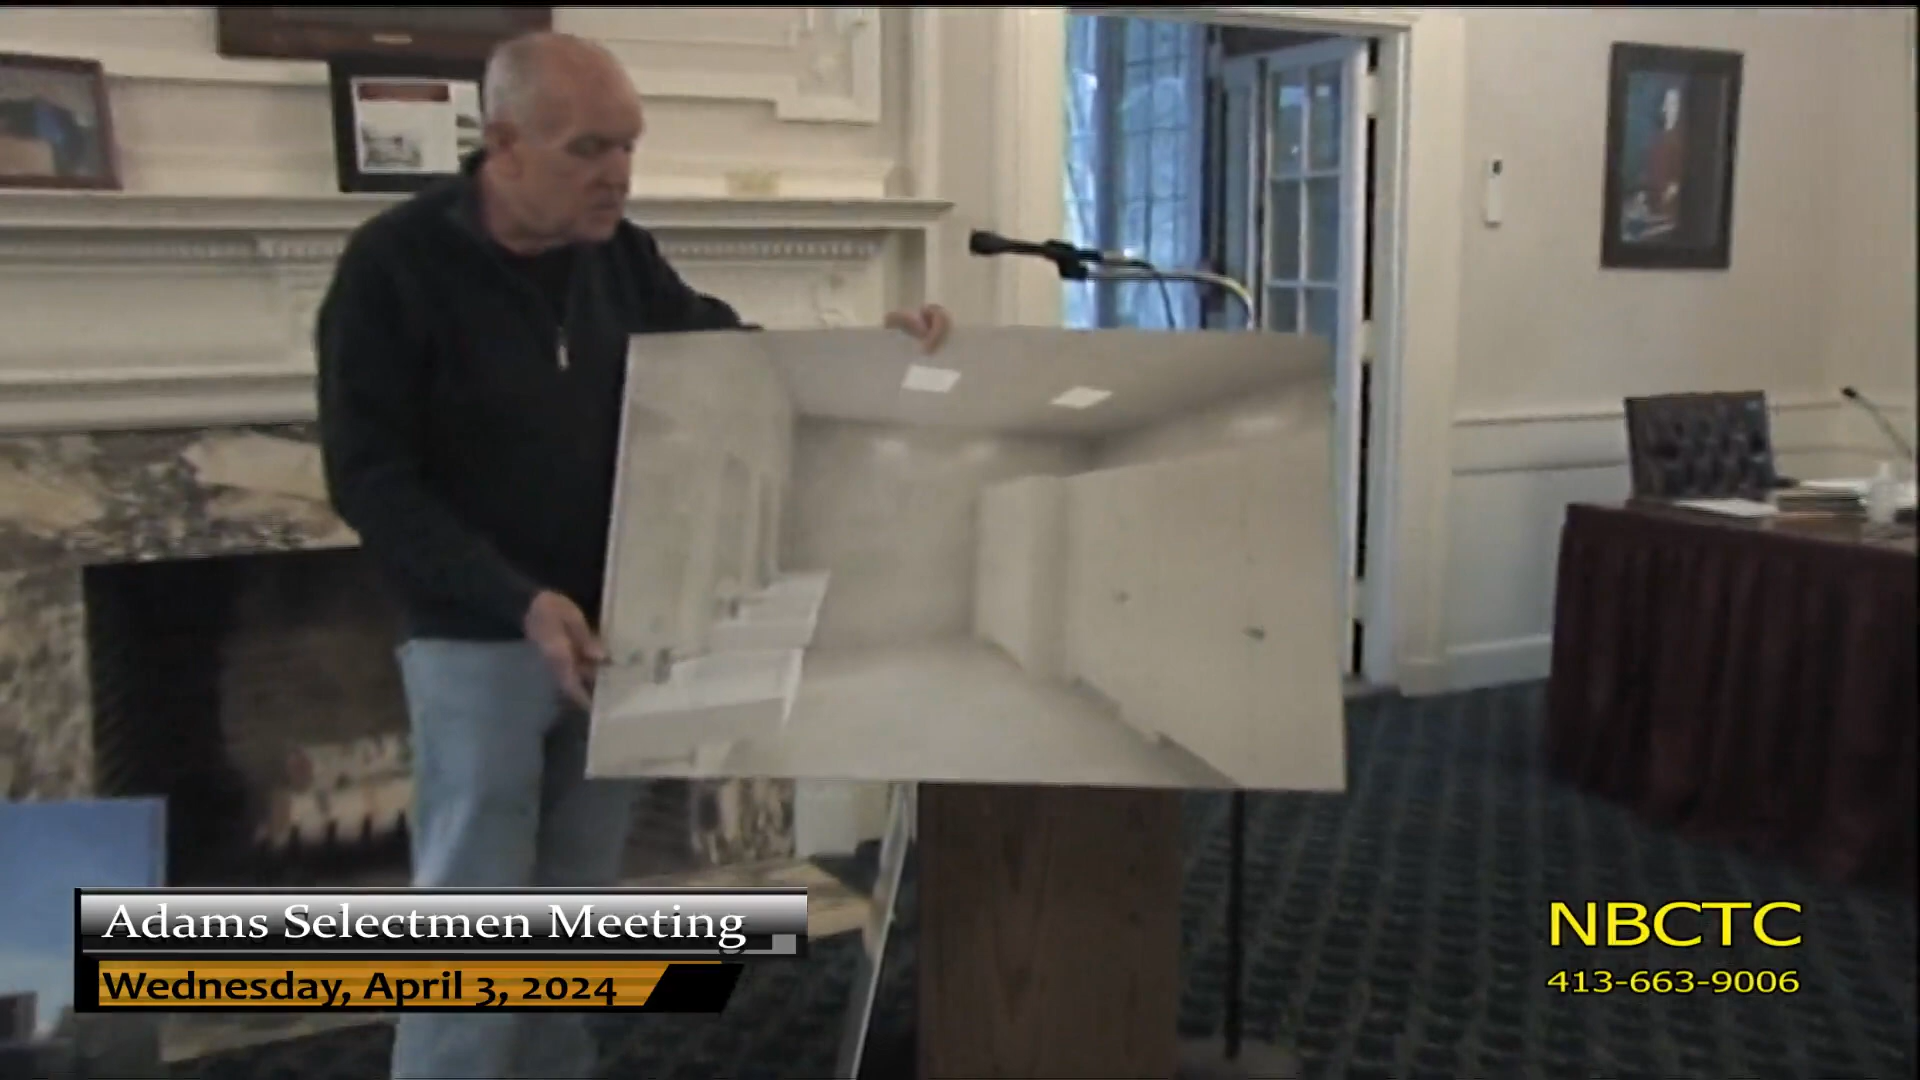 Adams Selectmen Meeting
Wednesday, April 3, 2024
NBCTC
413-663-9006